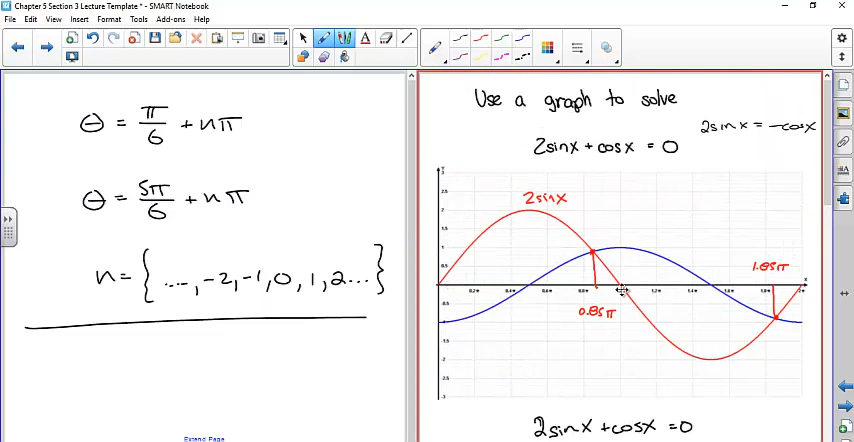 Chapter 5 Section 3 Lecture Template * - SMART Notebook
File Edit View Insert Format Tools Add-ons Help
θ = π/6 + nπ
θ = 5π/6 + nπ
n = { ..., -2, -1, 0, 1, 2... }
Extend Page
Use a graph to solve
2sinx = -cosx
2sinx + cosx = 0
2sinx
1.85π
0.85π
2sinx + cosx = 0